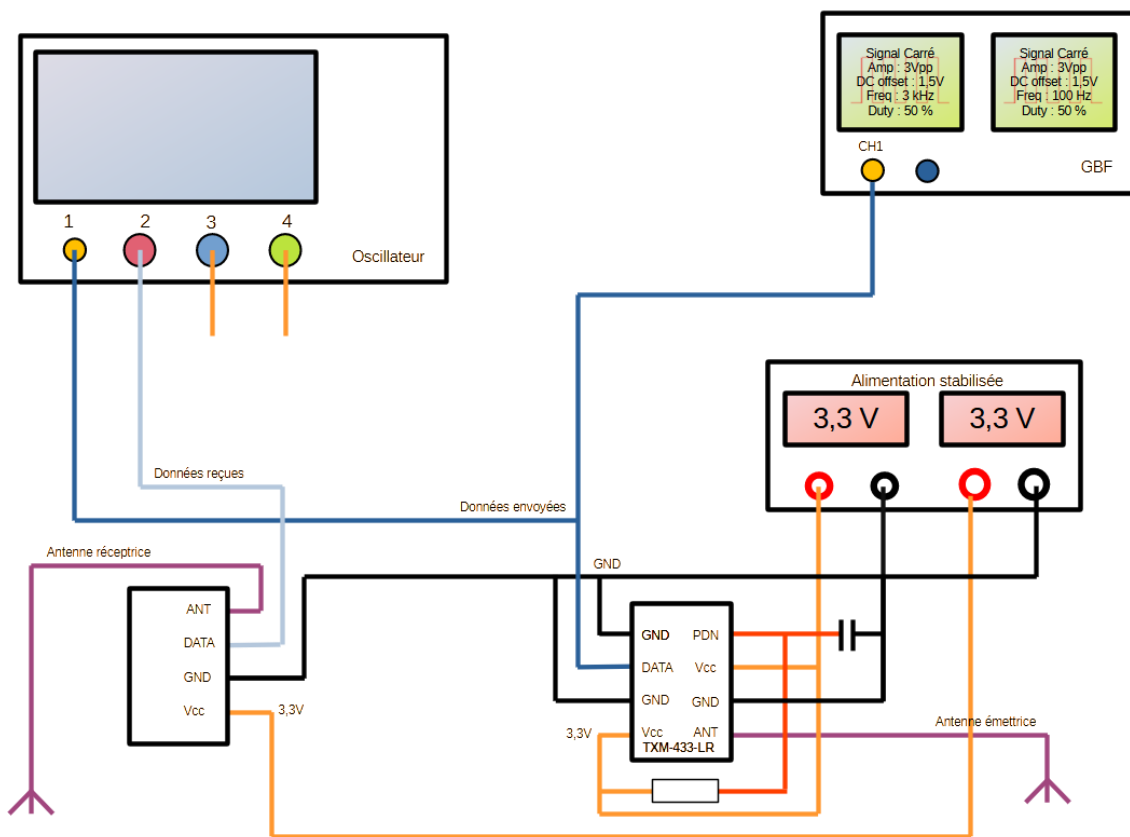 Signal Carré
Amp : 3Vpp
DC offset : 1,5V
Freq : 3 kHz
Duty : 50 %
Signal Carré
Amp : 3Vpp
DC offset : 1,5V
Freq : 100 Hz
Duty : 50 %
CH1
GBF
1
2
3
4
Oscillateur
Alimentation stabilisée
3,3 V
3,3 V
Données reçues
Données envoyées
Antenne réceptrice
GND
ANT
DATA
GND
Vcc
3,3V
GND
PDN
DATA
Vcc
GND
GND
3,3V
Vcc
ANT
TXM-433-LR
Antenne émettrice